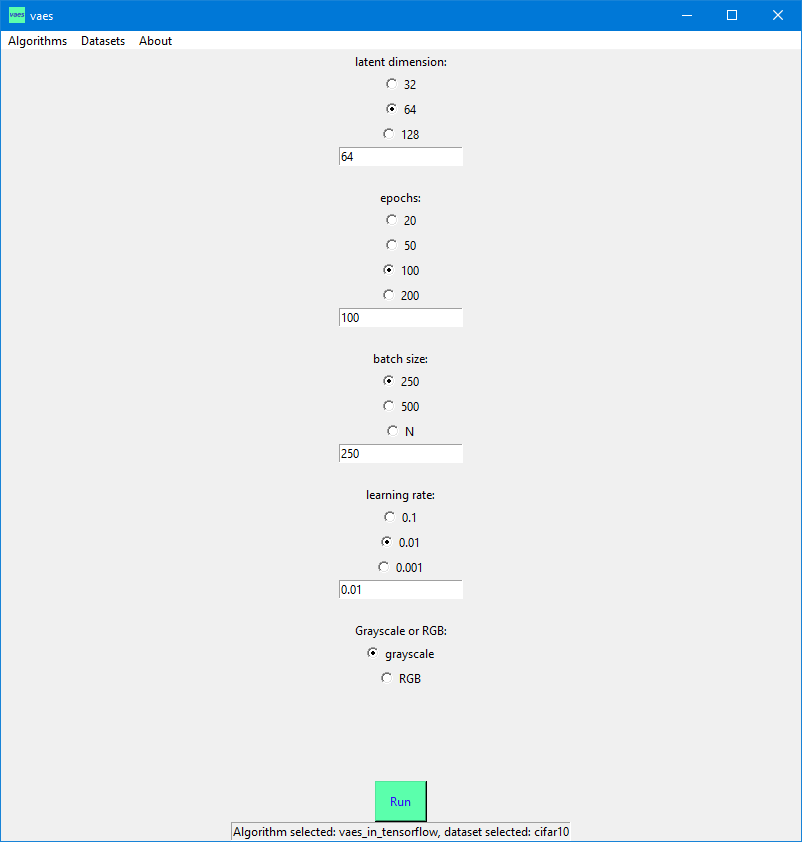 vaes vaes
Algorithms Datasets About
latent dimension:
32
64
128
64
epochs:
20
50
100
200
100
batch size:
250
500
N
250
learning rate:
0.1
0.01
0.001
0.01
Grayscale or RGB:
grayscale
RGB
Run
Algorithm selected: vaes_in_tensorflow, dataset selected: cifar10